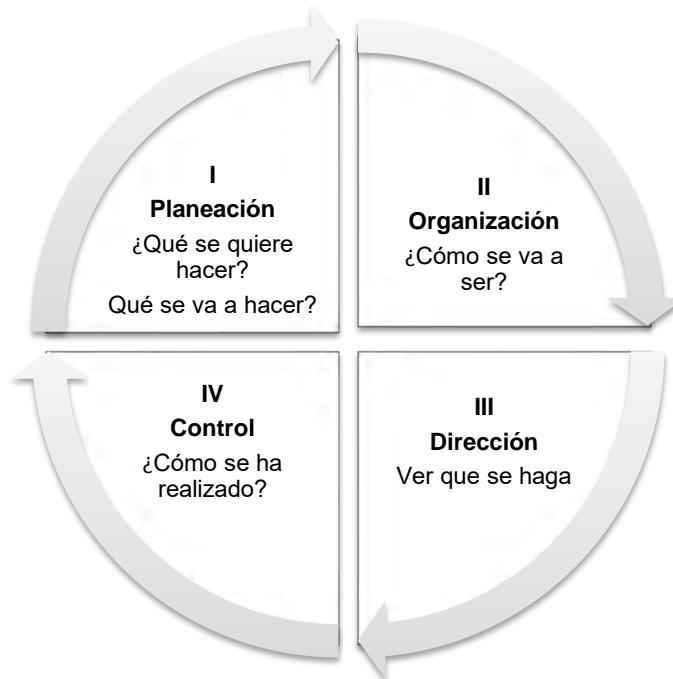 I
Planeación
¿Qué se quiere
hacer?
Qué se va a hacer?
II
Organización
¿Cómo se va a
ser?
III
Dirección
Ver que se haga
IV
Control
¿Cómo se ha
realizado?